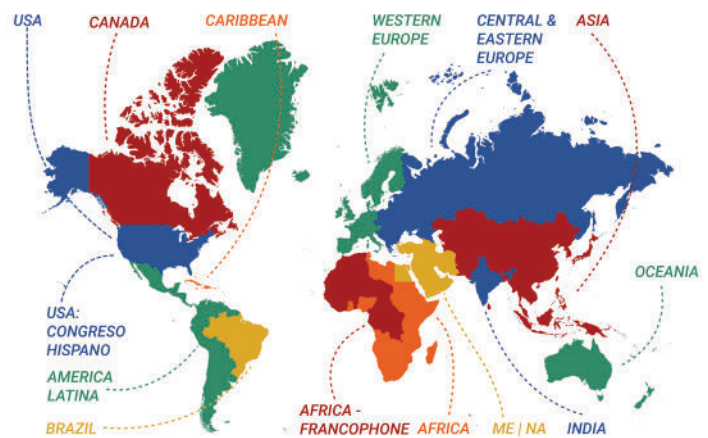 USA
CANADA
CARIBBEAN
WESTERN
EUROPE
CENTRAL &
EASTERN
EUROPE
ASIA
OCEANIA
USA:
CONGRESO
HISPANO
AMERICA
LATINA
BRAZIL
AFRICA -
FRANCOPHONE
AFRICA
ME | NA
INDIA